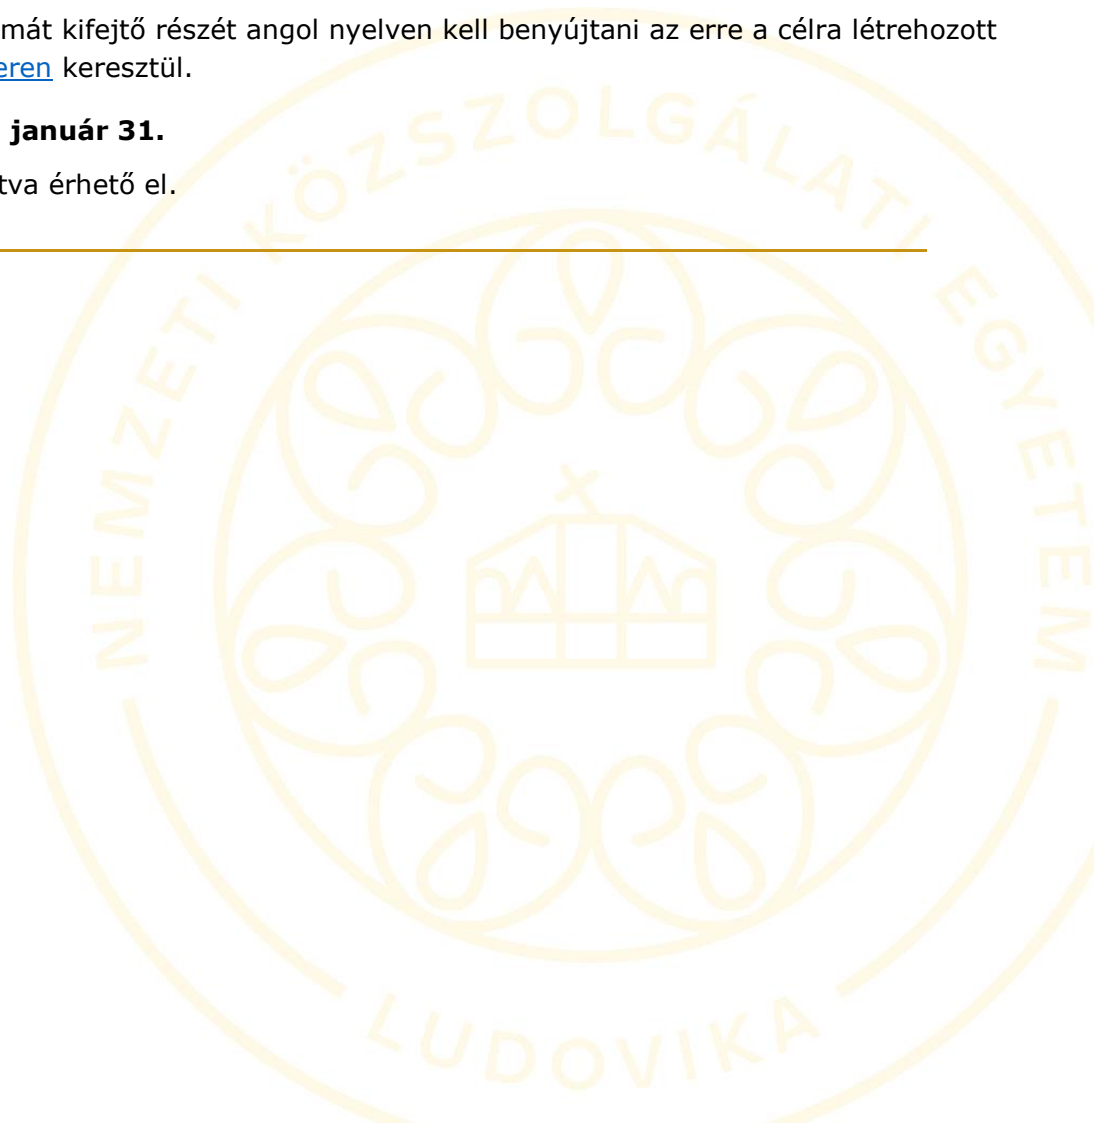 mát kifejtő részét angol nyelven kell benyújtani az erre a célra létrehozott
eren keresztül.
január 31.
tva érhető el.
NEMZETI KÖZSZOLGÁLATI EGYETEM
LUDOVIKA